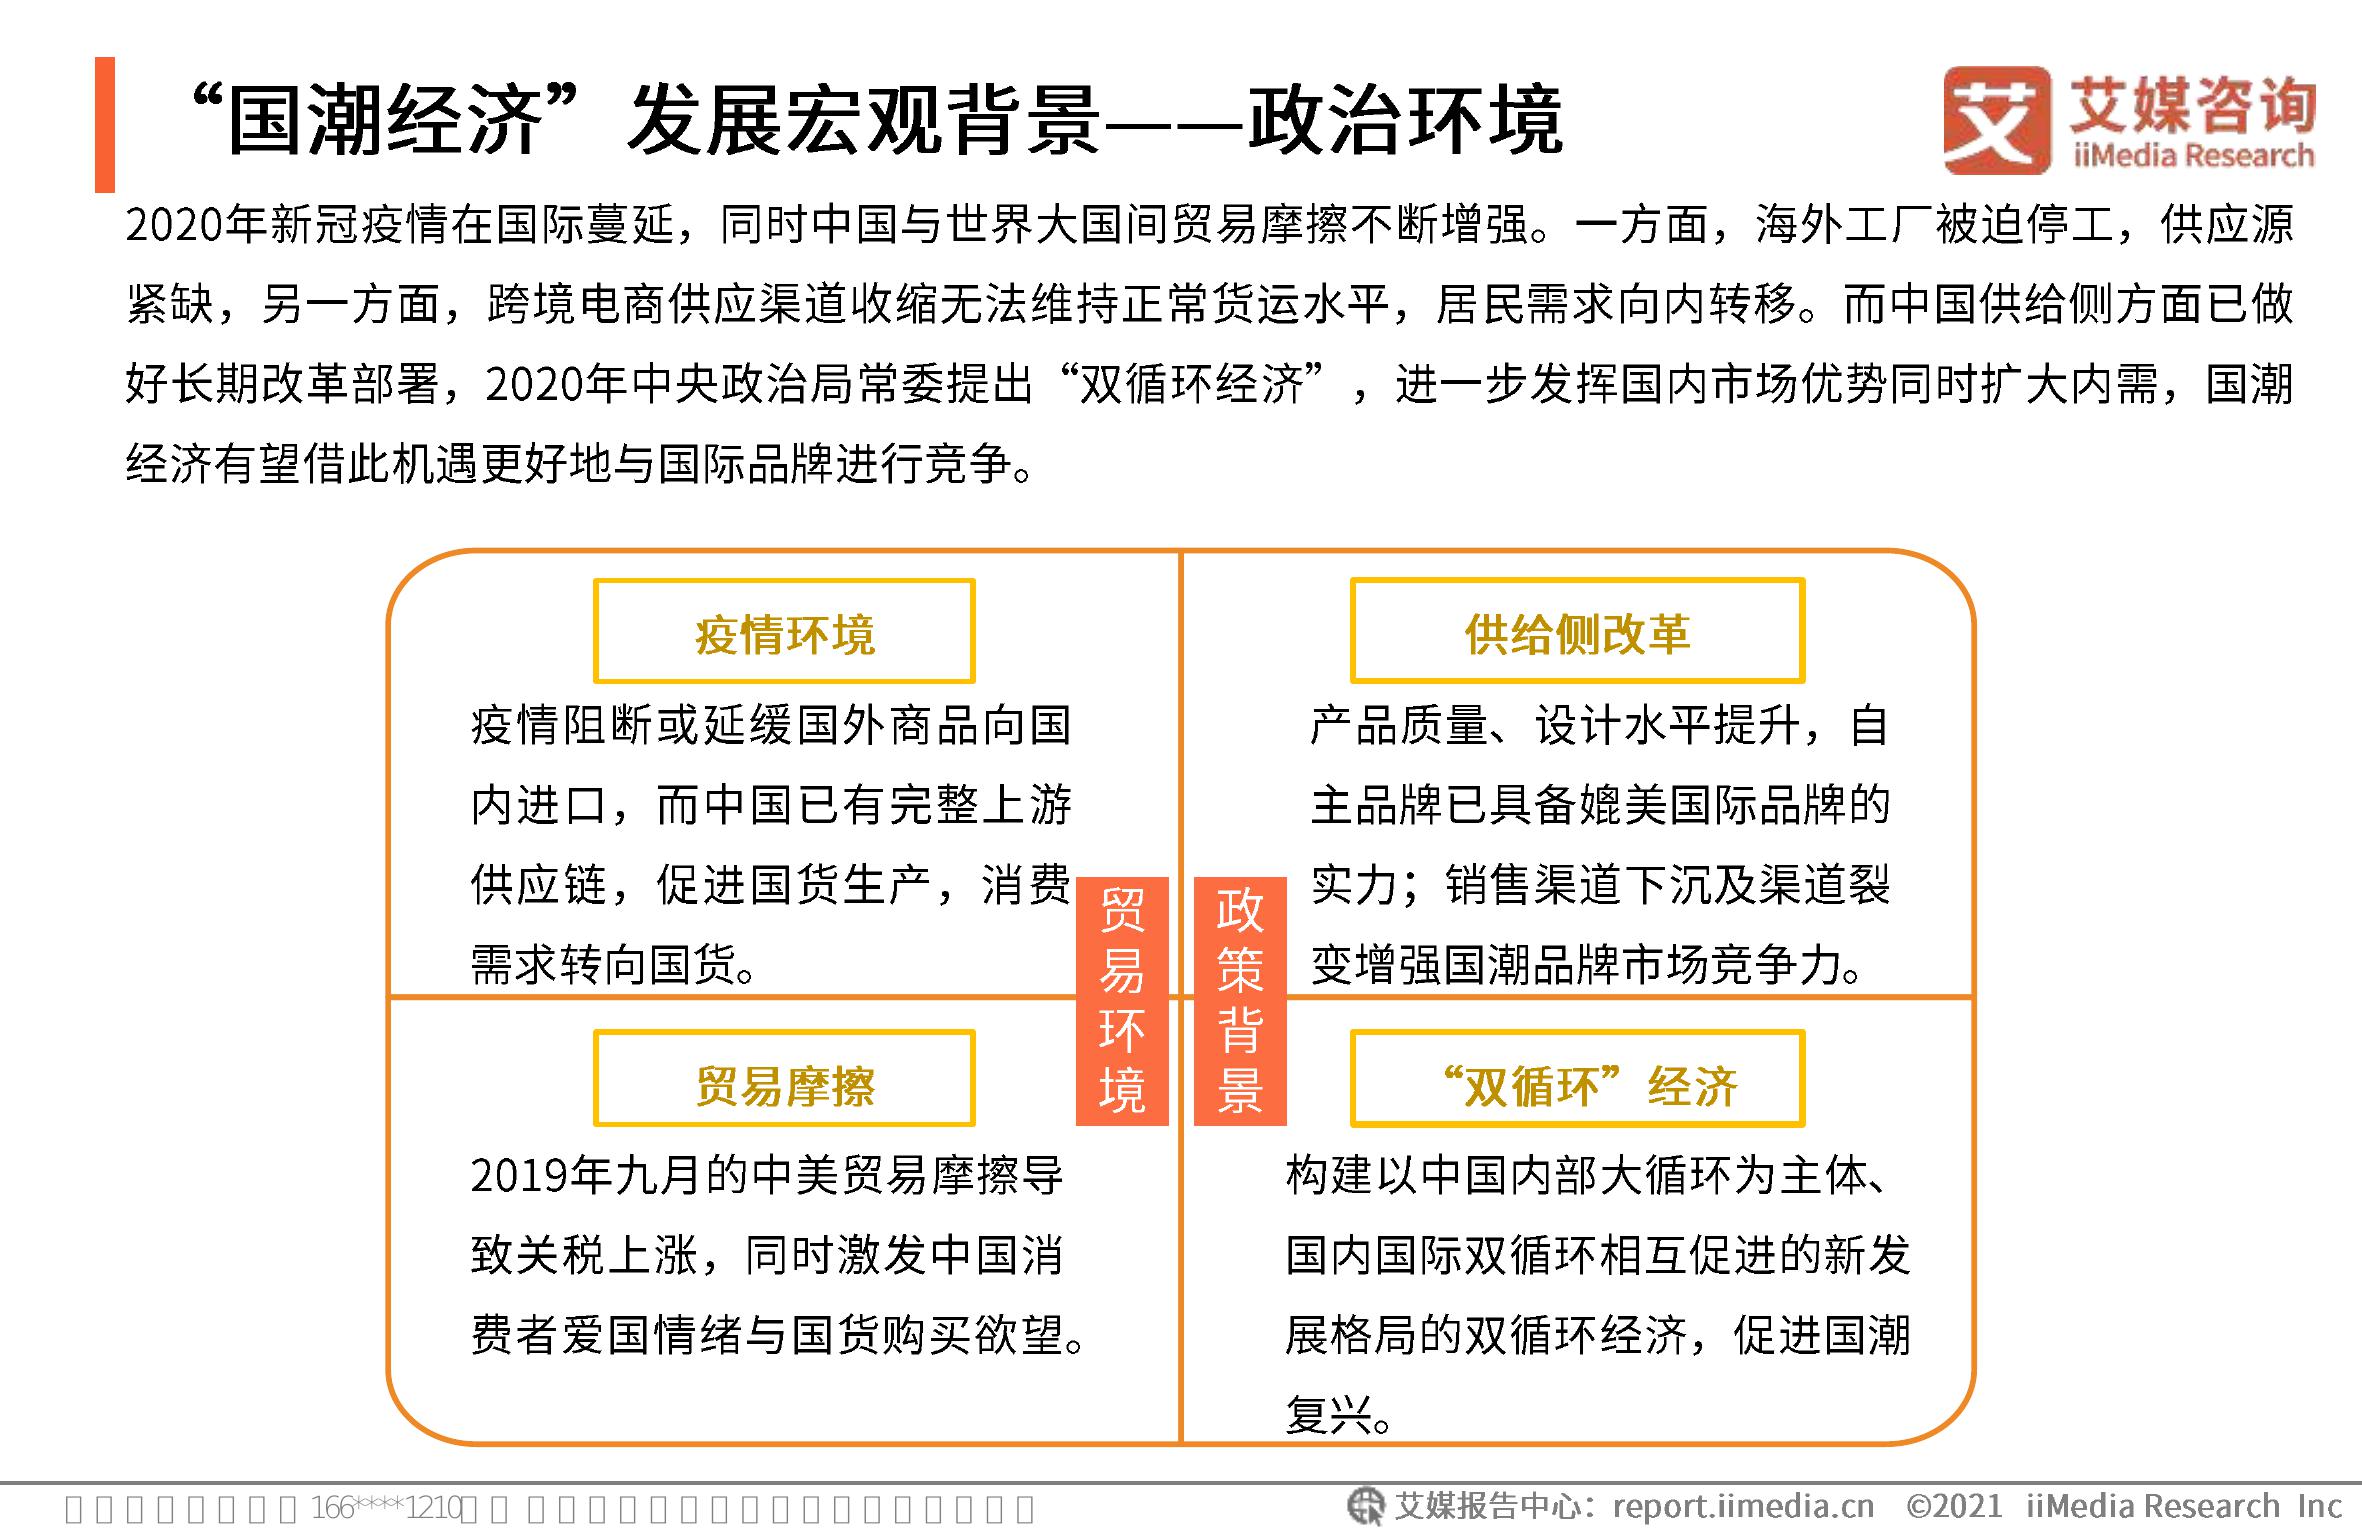 “国潮经济”发展宏观背景——政治环境
艾 艾媒咨询
iiMedia Research
2020年新冠疫情在国际蔓延，同时中国与世界大国间贸易摩擦不断增强。一方面，海外工厂被迫停工，供应源
紧缺，另一方面，跨境电商供应渠道收缩无法维持正常货运水平，居民需求向内转移。而中国供给侧方面已做
好长期改革部署，2020年中央政治局常委提出“双循环经济”，进一步发挥国内市场优势同时扩大内需，国潮
经济有望借此机遇更好地与国际品牌进行竞争。
疫情环境
疫情阻断或延缓国外商品向国
内进口，而中国已有完整上游
供应链，促进国货生产，消费
需求转向国货。
供给侧改革
产品质量、设计水平提升，自
主品牌已具备媲美国际品牌的
实力；销售渠道下沉及渠道裂
变增强国潮品牌市场竞争力。
贸易环境
政策背景
贸易摩擦
2019年九月的中美贸易摩擦导
致关税上涨，同时激发中国消
费者爱国情绪与国货购买欲望。
“双循环”经济
构建以中国内部大循环为主体、
国内国际双循环相互促进的新发
展格局的双循环经济，促进国潮
复兴。
166****1210
艾媒报告中心：report.iimedia.cn ©2021 iiMedia Research Inc